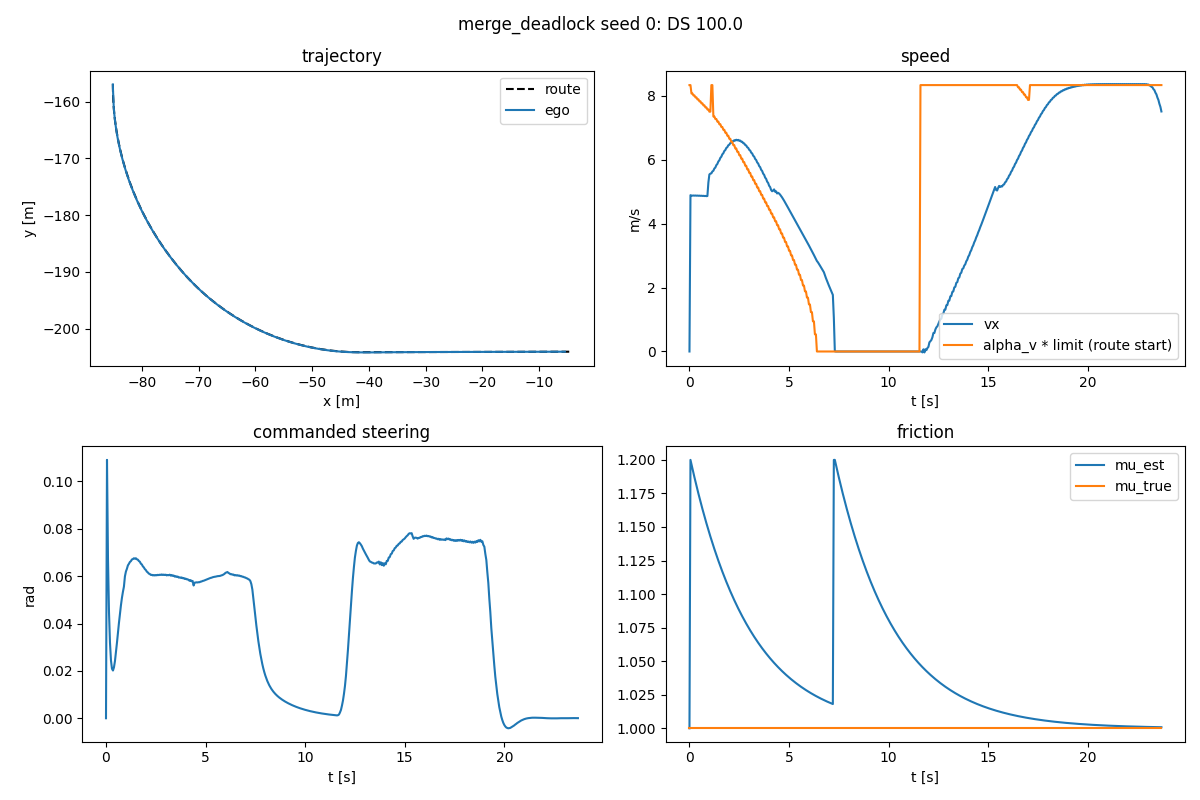 merge_deadlock seed 0: DS 100.0
trajectory
route
ego
−160
−170
−180
−190
−200
y [m]
−80
−70
−60
−50
−40
−30
−20
−10
x [m]
speed
8
6
4
2
0
m/s
vx
alpha_v * limit (route start)
0
5
10
15
20
t [s]
commanded steering
0.10
0.08
0.06
0.04
0.02
0.00
rad
0
5
10
15
20
t [s]
friction
mu_est
mu_true
1.200
1.175
1.150
1.125
1.100
1.075
1.050
1.025
1.000
0
5
10
15
20
t [s]